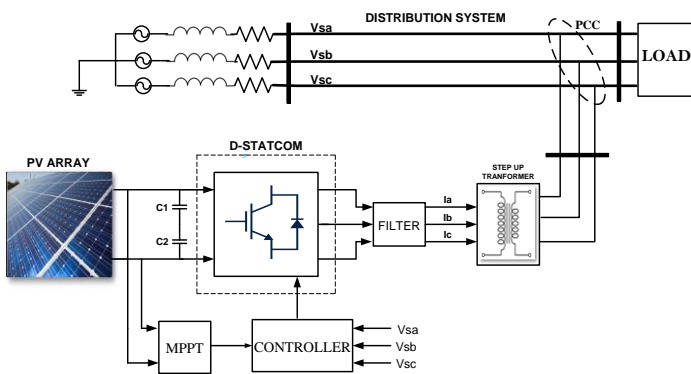 DISTRIBUTION SYSTEM
Vsa
PCC
Vsb
LOAD
Vsc
D-STATCOM
PV ARRAY
STEP UP
TRANFORMER
C1
Ia
FILTER
Ib
C2
Ic
Vsa
MPPT
CONTROLLER
Vsb
Vsc